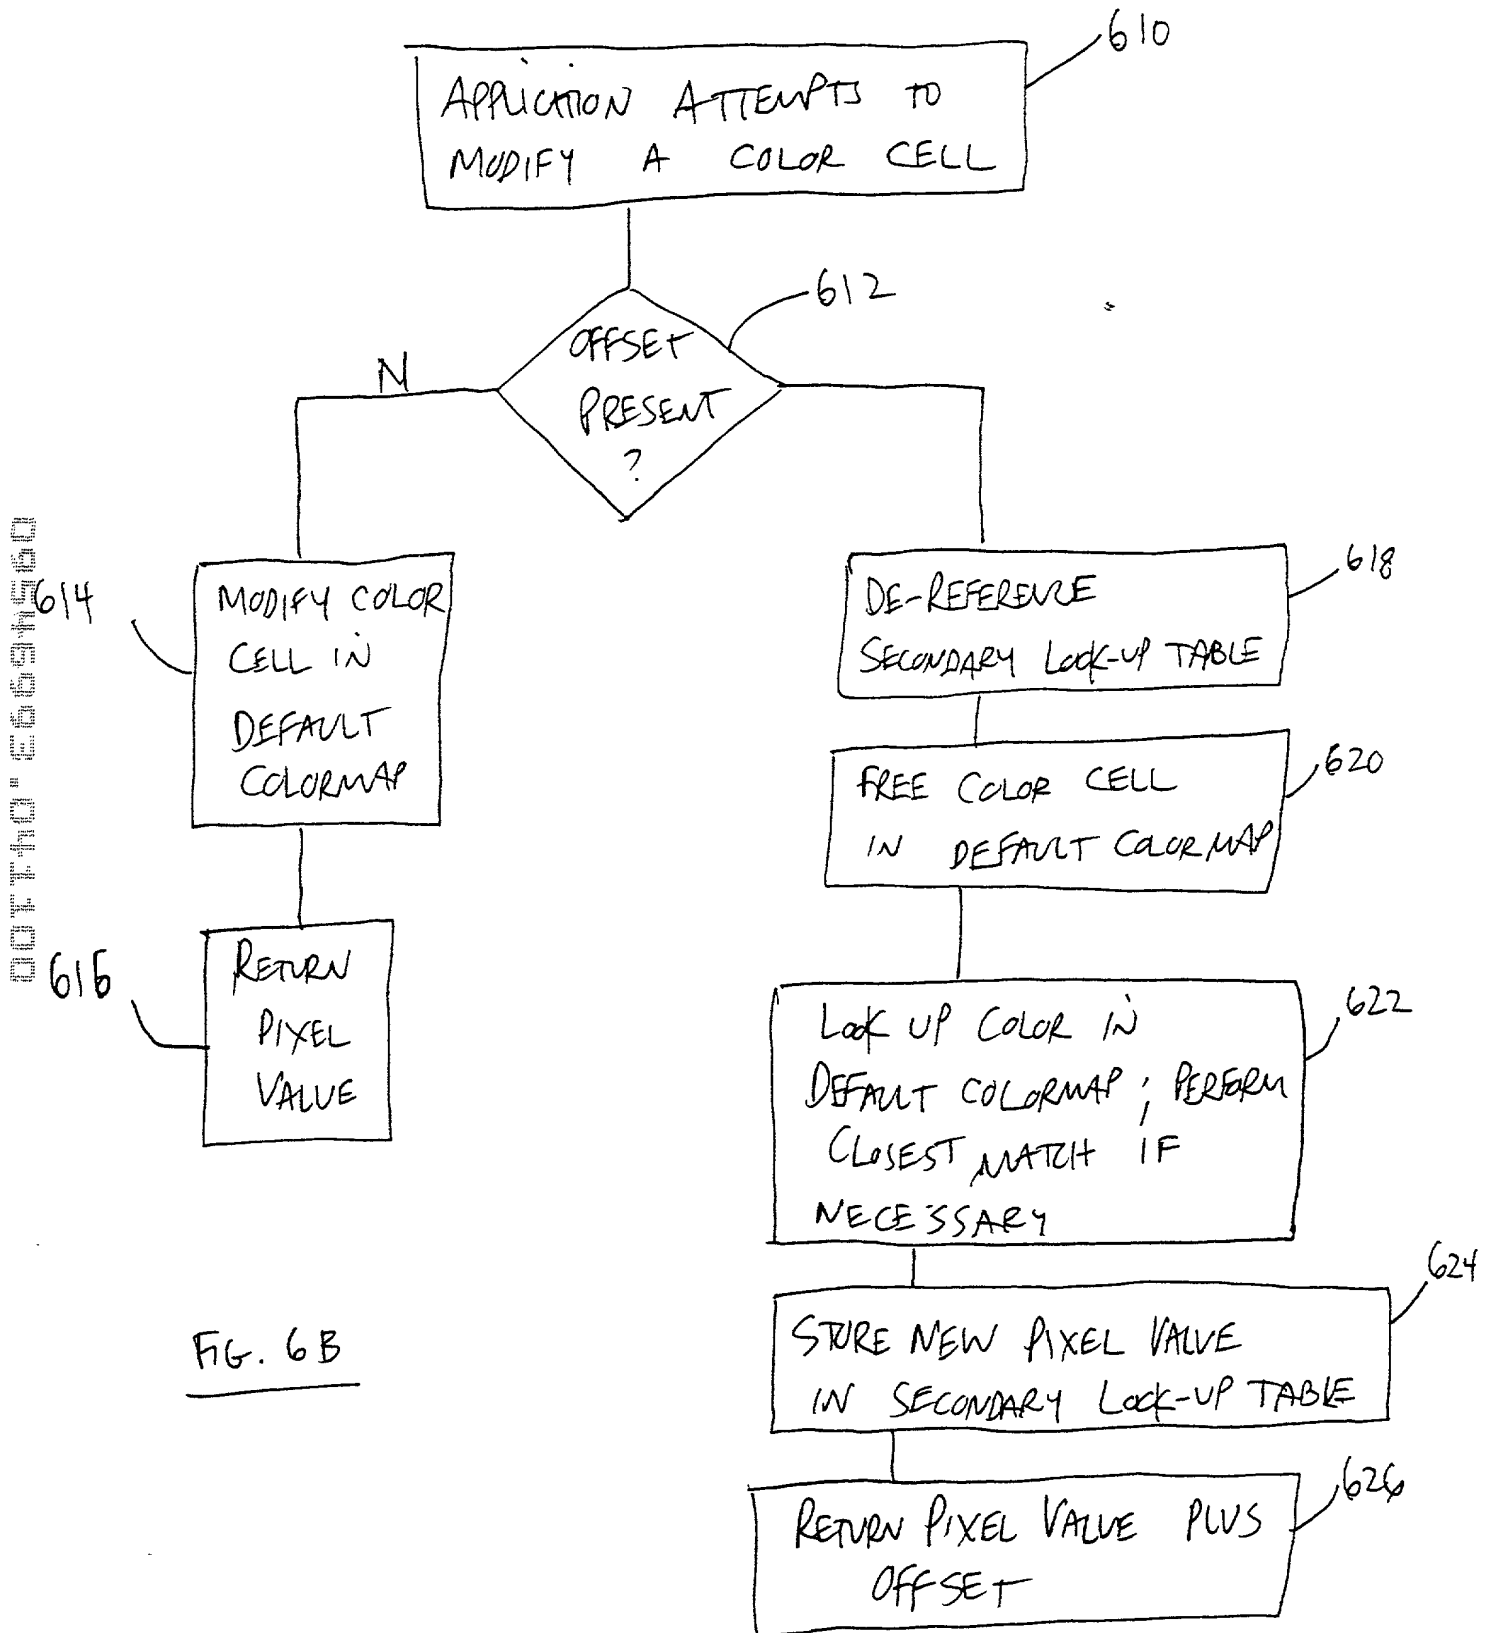 610
APPLICATION ATTEMPTS TO
MODIFY A COLOR CELL
612
OFFSET
PRESENT
?
N
614
MODIFY COLOR
CELL IN
DEFAULT
COLORMAP
616
RETURN
PIXEL
VALUE
618
DE-REFERENCE
SECONDARY LOOK-UP TABLE
620
FREE COLOR CELL
IN DEFAULT COLORMAP
622
LOOK UP COLOR IN
DEFAULT COLORMAP; PERFORM
CLOSEST MATCH IF
NECESSARY
624
STORE NEW PIXEL VALUE
IN SECONDARY LOOK-UP TABLE
626
RETURN PIXEL VALUE PLUS
OFFSET
FIG. 6B